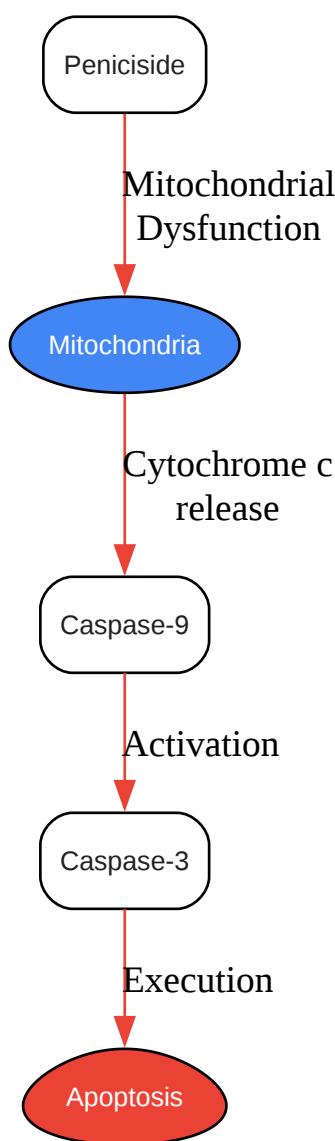 Peniciside
Mitochondrial
Dysfunction
Mitochondria
Cytochrome c
release
Caspase-9
Activation
Caspase-3
Execution
Apoptosis